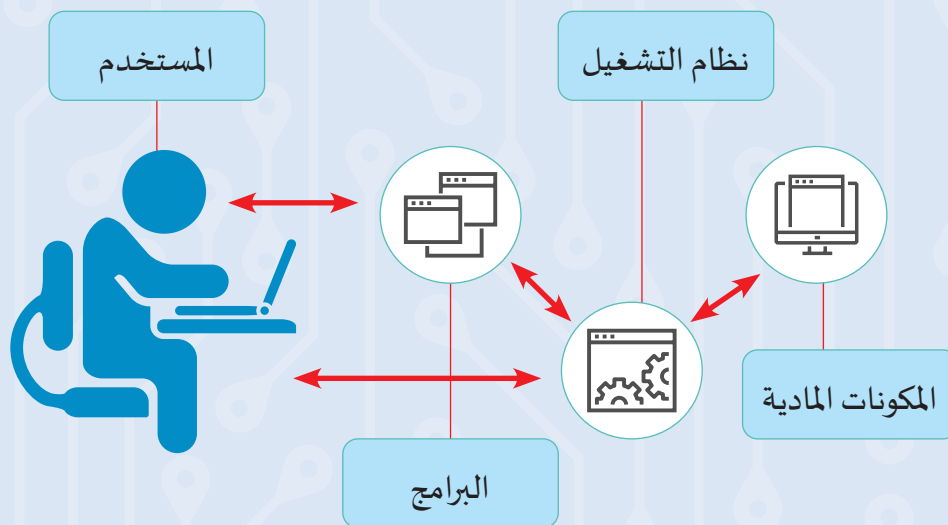 نظام التشغيل
المستخدم
المكونات المادية
البرامج